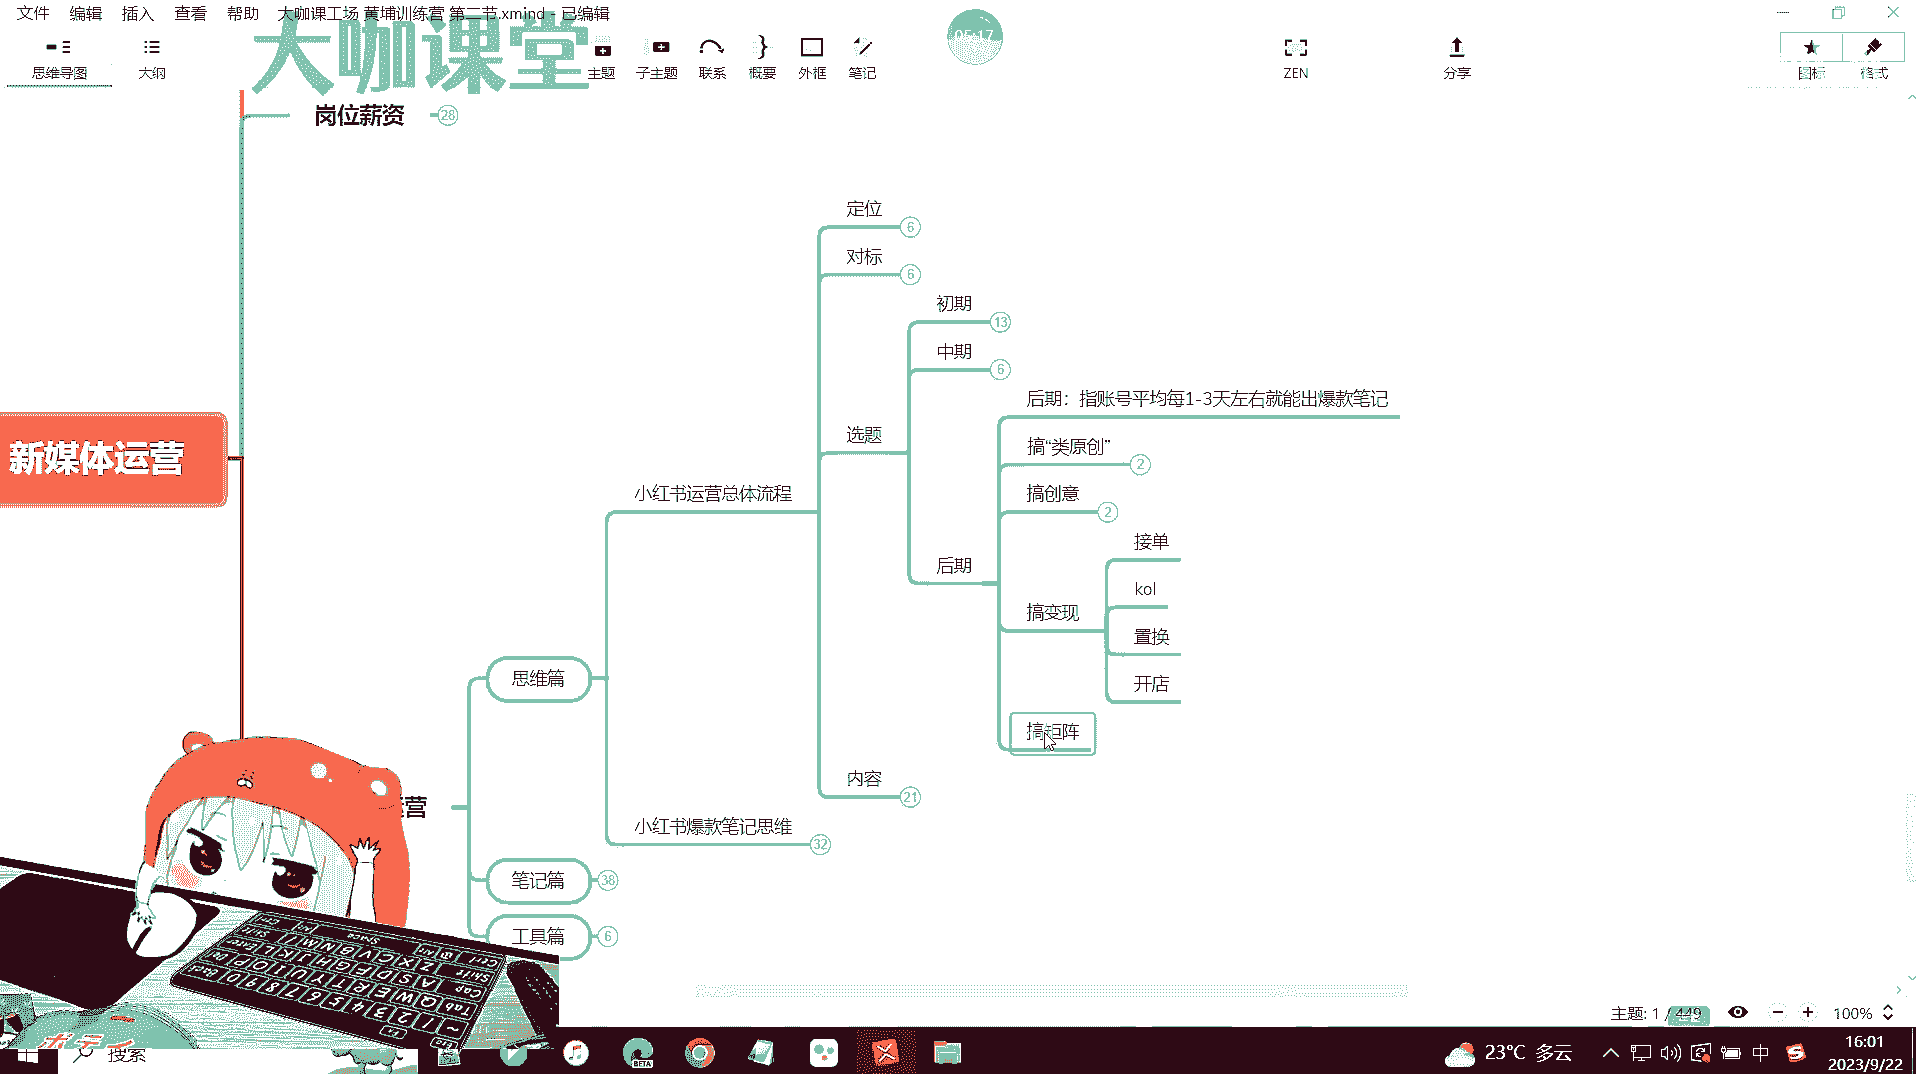 文件 编辑 插入 查看 帮助 大咖课工场 黄埔训练营 第二节.xmind - 已编辑
大咖课堂
05:17
思维导图 大纲 主题 子主题 联系 概要 外框 笔记 ZEN 分享 图标 格式
岗位薪资 28
定位 6
对标 6
初期 13
中期 6
后期：指账号平均每1-3天左右就能出爆款笔记
选题
搞“类原创” 2
新媒体运营
小红书运营总体流程
搞创意 2
接单
后期
kol
搞变现
置换
思维篇
开店
搞矩阵
内容 21
运营
小红书爆款笔记思维 32
笔记篇 38
工具篇 6
主题: 1 / 449 100%
搜索
BETA
23°C 多云
中
16:01
2023/9/22